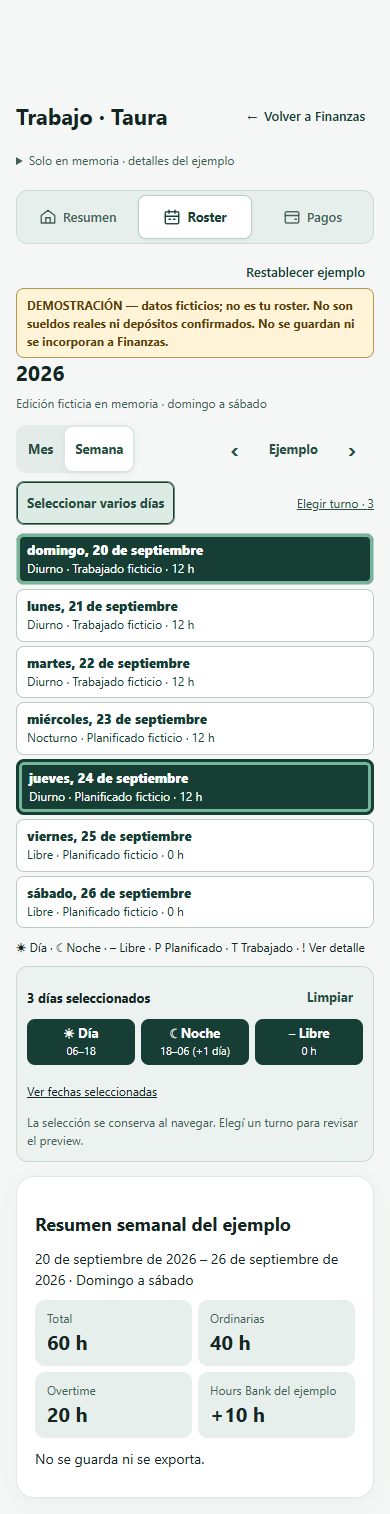 Trabajo · Taura
← Volver a Finanzas
▶ Solo en memoria · detalles del ejemplo
Resumen
Roster
Pagos
Restablecer ejemplo
DEMOSTRACIÓN — datos ficticios; no es tu roster. No son
sueldos reales ni depósitos confirmados. No se guardan ni
se incorporan a Finanzas.
2026
Edición ficticia en memoria · domingo a sábado
Mes
Semana
‹
Ejemplo
›
Seleccionar varios días
Elegir turno · 3
domingo, 20 de septiembre
Diurno · Trabajado ficticio · 12 h
lunes, 21 de septiembre
Diurno · Trabajado ficticio · 12 h
martes, 22 de septiembre
Diurno · Trabajado ficticio · 12 h
miércoles, 23 de septiembre
Nocturno · Planificado ficticio · 12 h
jueves, 24 de septiembre
Diurno · Planificado ficticio · 12 h
viernes, 25 de septiembre
Libre · Planificado ficticio · 0 h
sábado, 26 de septiembre
Libre · Planificado ficticio · 0 h
☀ Día · ☾ Noche · – Libre · P Planificado · T Trabajado · ! Ver detalle
3 días seleccionados
Limpiar
☀ Día
06–18
☾ Noche
18–06 (+1 día)
– Libre
0 h
Ver fechas seleccionadas
La selección se conserva al navegar. Elegí un turno para revisar
el preview.
Resumen semanal del ejemplo
20 de septiembre de 2026 – 26 de septiembre de
2026 · Domingo a sábado
Total
60 h
Ordinarias
40 h
Overtime
20 h
Hours Bank del ejemplo
+10 h
No se guarda ni se exporta.